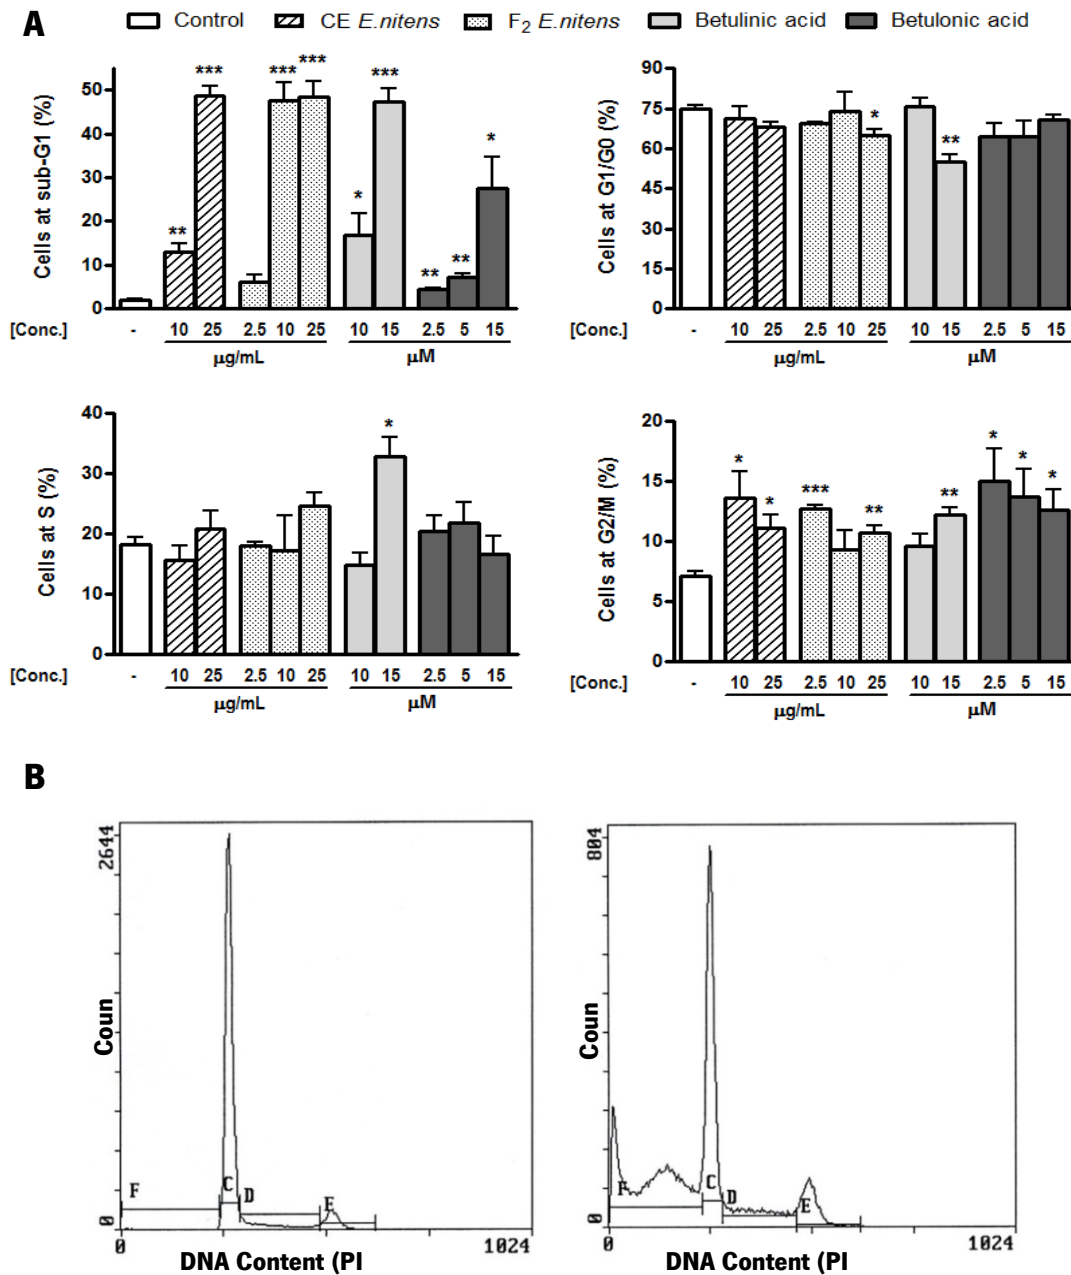 A
Control CE E.nitens F2 E.nitens Betulinic acid Betulonic acid
Cells at sub-G1 (%)
50
40
30
20
10
0
** *** *** *** * *** ** ** *
[Conc.] - 10 25 2.5 10 25 10 15 2.5 5 15
µg/mL µM
Cells at G1/G0 (%)
90
75
60
45
30
15
0
* **
[Conc.] - 10 25 2.5 10 25 10 15 2.5 5 15
µg/mL µM
Cells at S (%)
40
30
20
10
0
*
[Conc.] - 10 25 2.5 10 25 10 15 2.5 5 15
µg/mL µM
Cells at G2/M (%)
20
15
10
5
0
* * *** ** ** * * *
[Conc.] - 10 25 2.5 10 25 10 15 2.5 5 15
µg/mL µM
B
2644
Coun
0
F C D E
0 1024
DNA Content (PI
804
Coun
0
F C D E
0 1024
DNA Content (PI